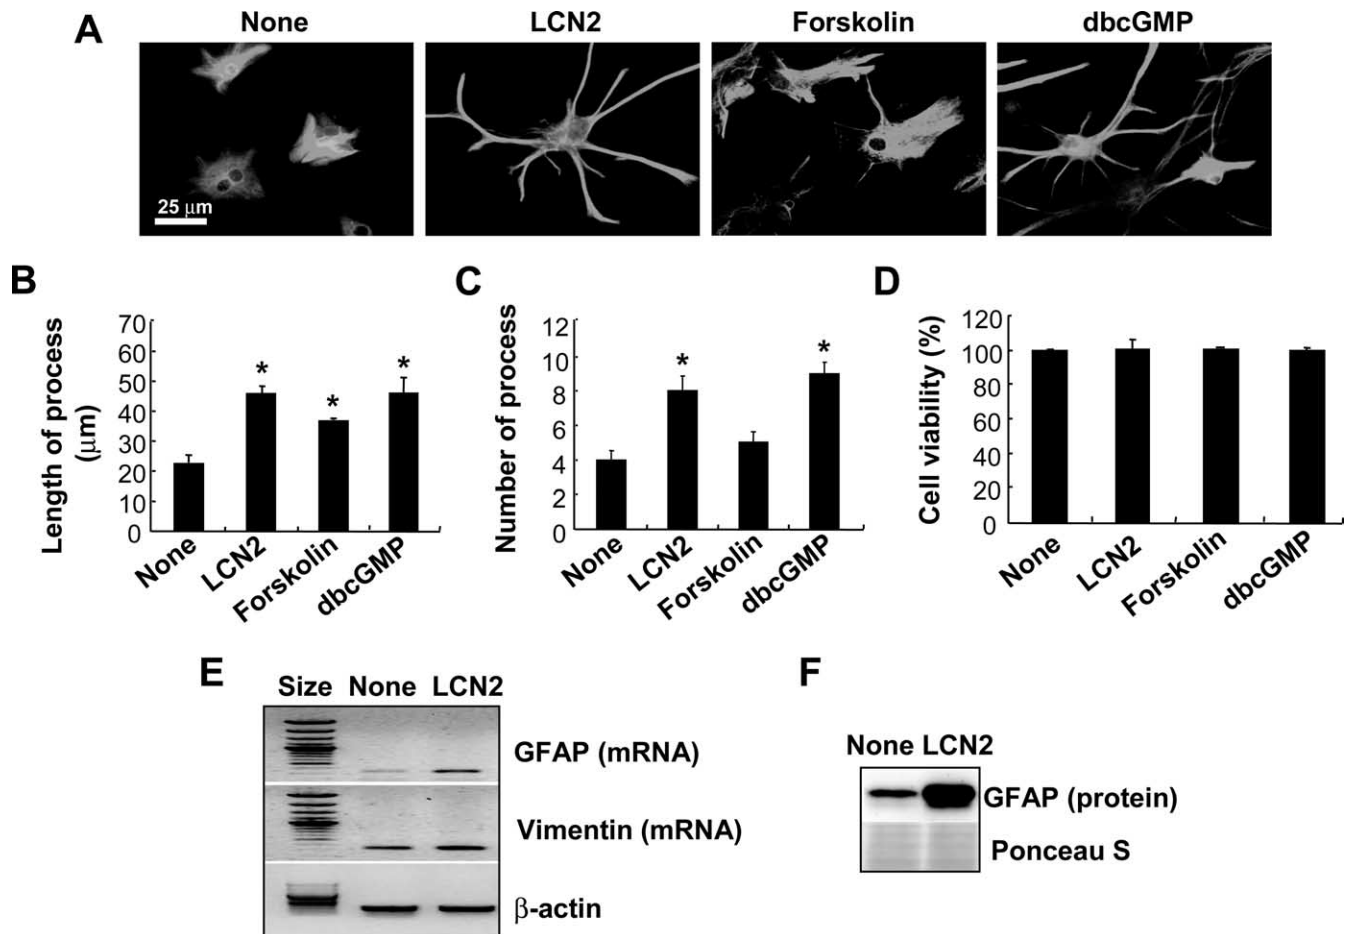 A
None
LCN2
Forskolin
dbcGMP
25 μm
B
Length of process
(μm)
70
60
50
40
30
20
10
0
*
*
*
None
LCN2
Forskolin
dbcGMP
C
Number of process
12
10
8
6
4
2
0
*
*
None
LCN2
Forskolin
dbcGMP
D
Cell viability (%)
120
100
80
60
40
20
0
None
LCN2
Forskolin
dbcGMP
E
Size None LCN2
GFAP (mRNA)
Vimentin (mRNA)
β-actin
F
None LCN2
GFAP (protein)
Ponceau S